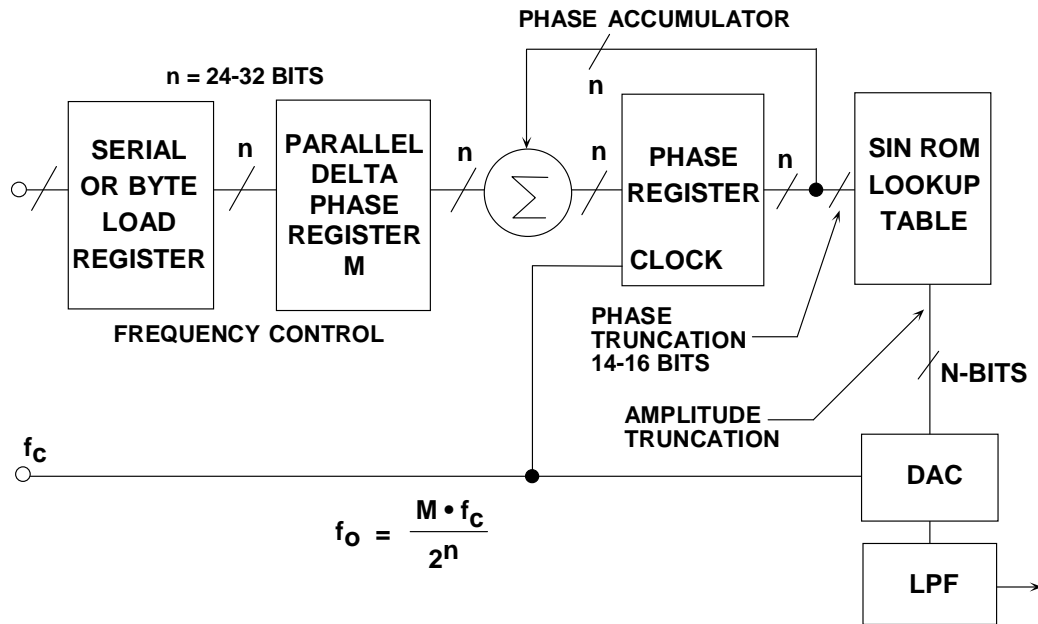 PHASE ACCUMULATOR
n
n = 24-32 BITS
SERIAL
OR BYTE
LOAD
REGISTER
n
PARALLEL
DELTA
PHASE
REGISTER
M
n
Σ
n
PHASE
REGISTER
CLOCK
n
SIN ROM
LOOKUP
TABLE
FREQUENCY CONTROL
PHASE
TRUNCATION
14-16 BITS
N-BITS
AMPLITUDE
TRUNCATION
fc
DAC
fo = M • fc / 2^n
LPF